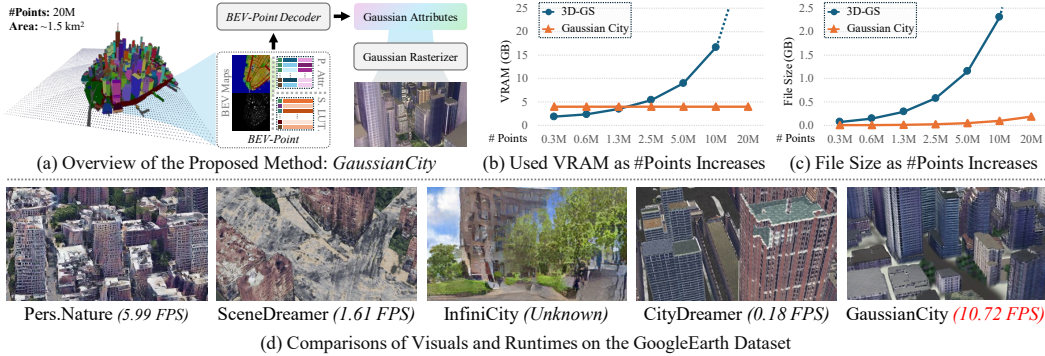 #Points: 20M
Area: ~1.5 km²
BEV-Point Decoder
Gaussian Attributes
Gaussian Rasterizer
BEV Maps
P. Attr.
S. LUT.
BEV-Point
(a) Overview of the Proposed Method: GaussianCity
3D-GS
Gaussian City
VRAM (GB)
25
20
15
10
5
0
# Points
0.3M 0.6M 1.3M 2.5M 5.0M 10M 20M
(b) Used VRAM as #Points Increases
3D-GS
Gaussian City
File Size (GB)
2.5
2.0
1.5
1.0
0.5
0.0
# Points
0.3M 0.6M 1.3M 2.5M 5.0M 10M 20M
(c) File Size as #Points Increases
Pers.Nature (5.99 FPS)
SceneDreamer (1.61 FPS)
InfiniCity (Unknown)
CityDreamer (0.18 FPS)
GaussianCity (10.72 FPS)
(d) Comparisons of Visuals and Runtimes on the GoogleEarth Dataset